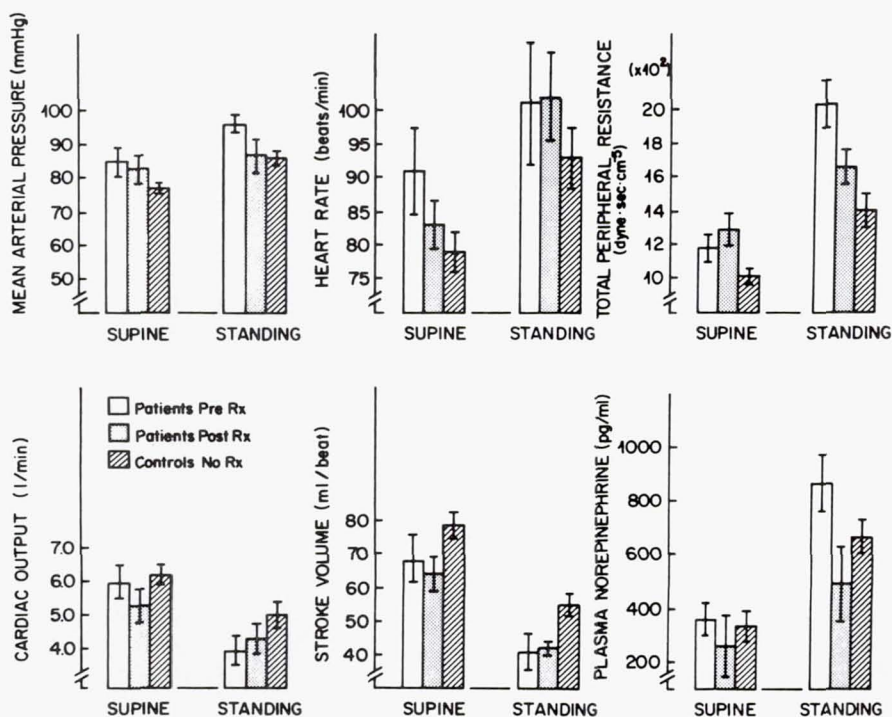 MEAN ARTERIAL PRESSURE (mmHg)
100
90
80
70
60
50
SUPINE
STANDING
HEART RATE (beats/min)
100
95
90
85
80
75
SUPINE
STANDING
TOTAL PERIPHERAL RESISTANCE
(dyne·sec·cm⁻⁵)
(x10²)
20
18
16
14
12
10
SUPINE
STANDING
CARDIAC OUTPUT (l/min)
7.0
6.0
5.0
4.0
Patients Pre Rx
Patients Post Rx
Controls No Rx
SUPINE
STANDING
STROKE VOLUME (ml/beat)
80
70
60
50
40
SUPINE
STANDING
PLASMA NOREPINEPHRINE (pg/ml)
1000
800
600
400
200
SUPINE
STANDING